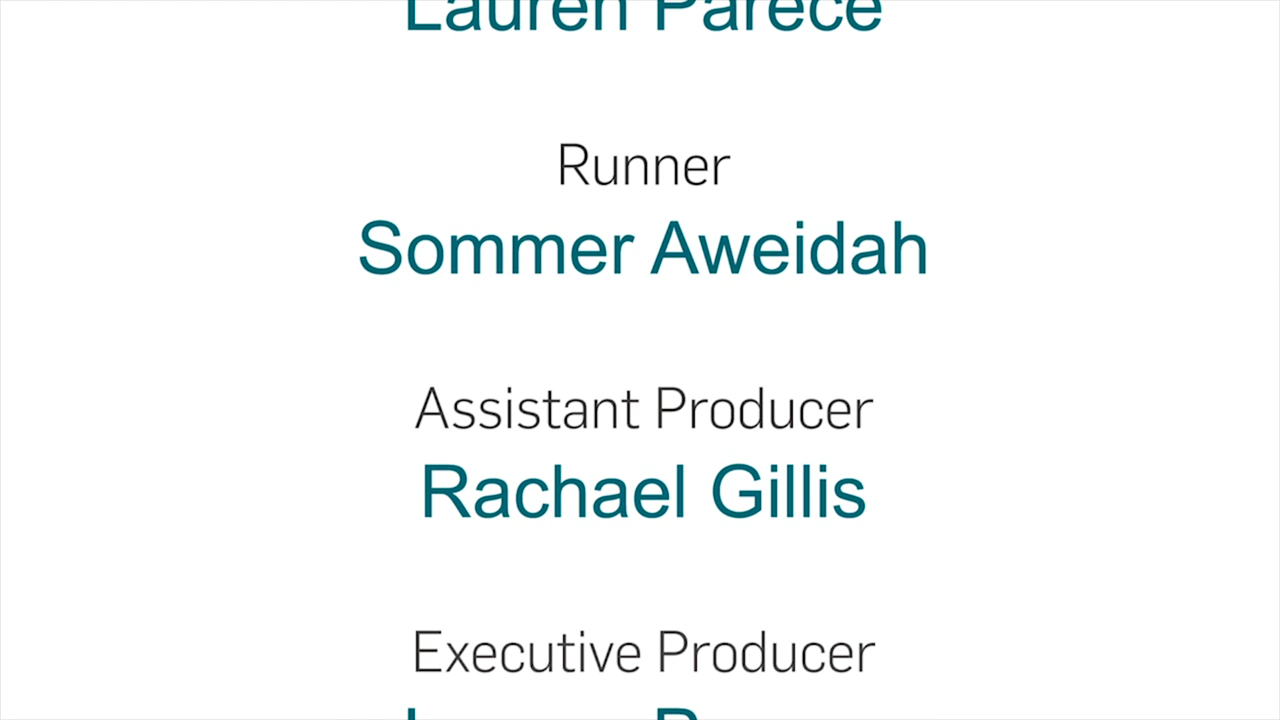 Lauren Parece
Runner
Sommer Aweidah
Assistant Producer
Rachael Gillis
Executive Producer